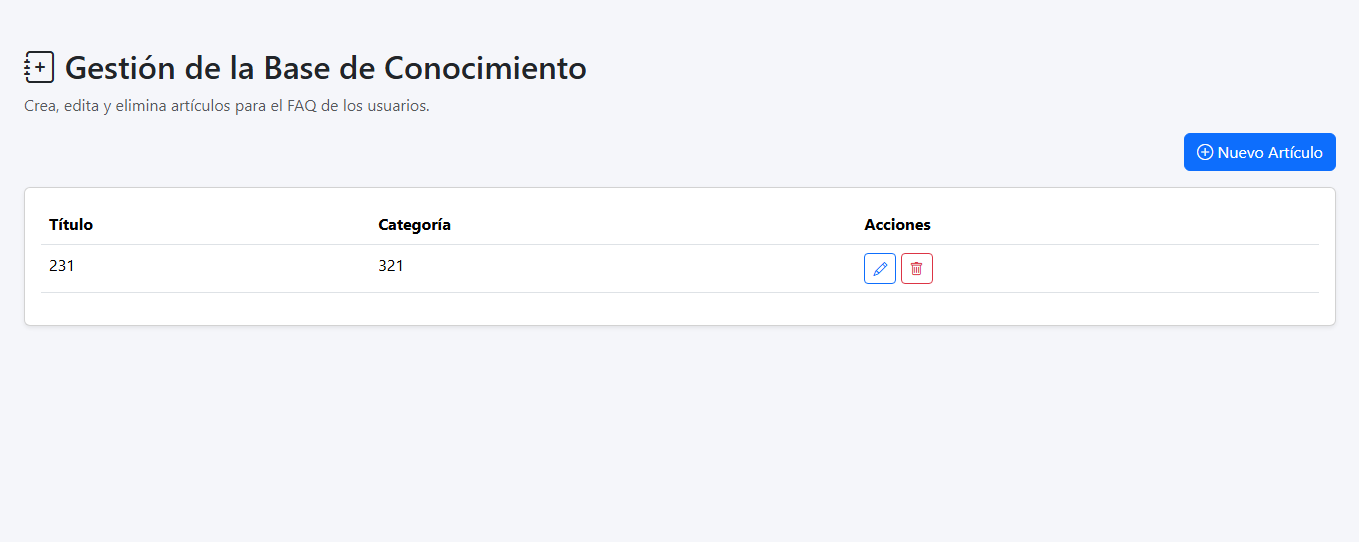 Gestión de la Base de Conocimiento
Crea, edita y elimina artículos para el FAQ de los usuarios.
Nuevo Artículo
Título Categoría Acciones
231 321